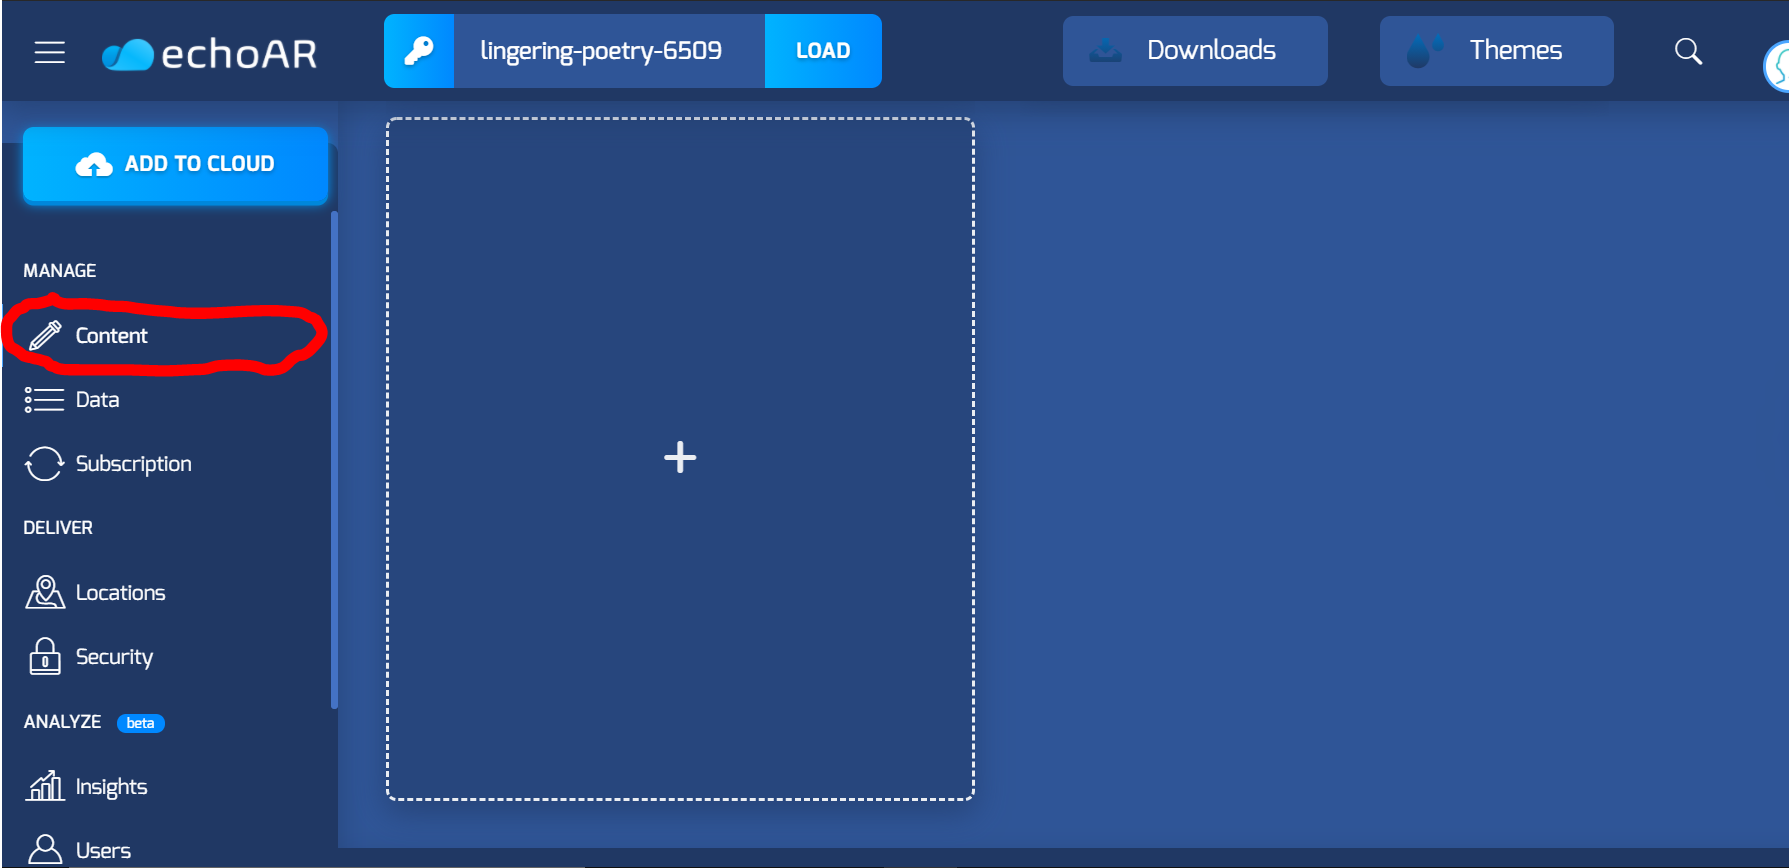 echoAR
lingering-poetry-6509
LOAD
Downloads
Themes
ADD TO CLOUD
MANAGE
Content
Data
Subscription
DELIVER
Locations
Security
ANALYZE beta
Insights
Users